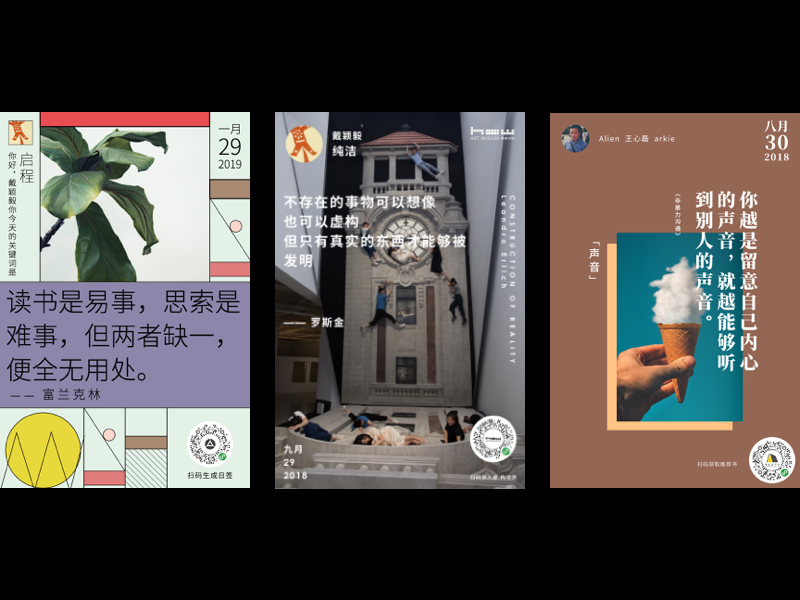 启程
你好，戴颖毅你今天的关键词是
一月
29
2019
读书是易事，思索是
难事，但两者缺一，
便全无用处。
—— 富兰克林
扫码生成日签
戴颖毅
纯洁
不存在的事物可以想像
也可以虚构
但只有真实的东西才能够被
发明
—— 罗斯金
CONSTRUCTION OF REALITY
Leandro Erlich
九月
29
2018
Alien 王心磊 arkie
八月
30
2018
你越是留意自己内心
的声音，就越能够听
到别人的声音。
《非暴力沟通》
「声音」
扫码获取推荐书